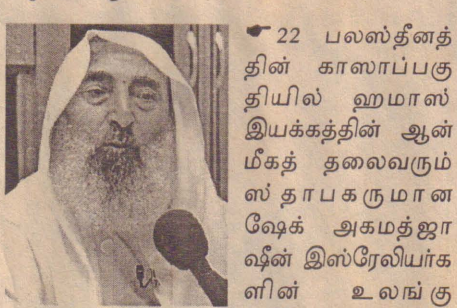 ☛ 22 பலஸ்தீனத்
தின் காஸாப்பகு
தியில் ஹமாஸ்
இயக்கத்தின் ஆன்
மீகத் தலைவரும்
ஸ்தாபகருமான
ஷேக் அகமத்ஜா
ஷீன் இஸ்ரேலியர்க
ளின் உலங்கு